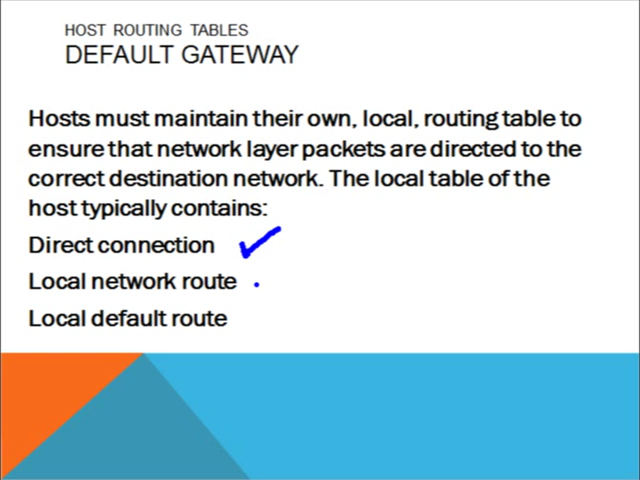 HOST ROUTING TABLES
DEFAULT GATEWAY
Hosts must maintain their own, local, routing table to
ensure that network layer packets are directed to the
correct destination network. The local table of the
host typically contains:
Direct connection
Local network route
Local default route